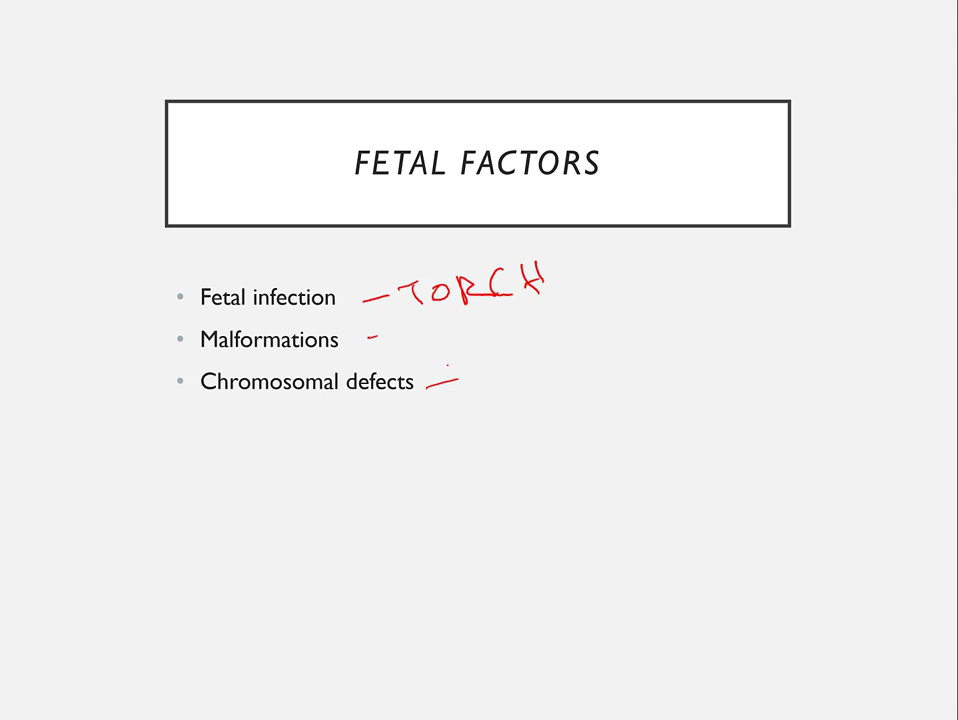 FETAL FACTORS
• Fetal infection — TORCH
• Malformations -
• Chromosomal defects —